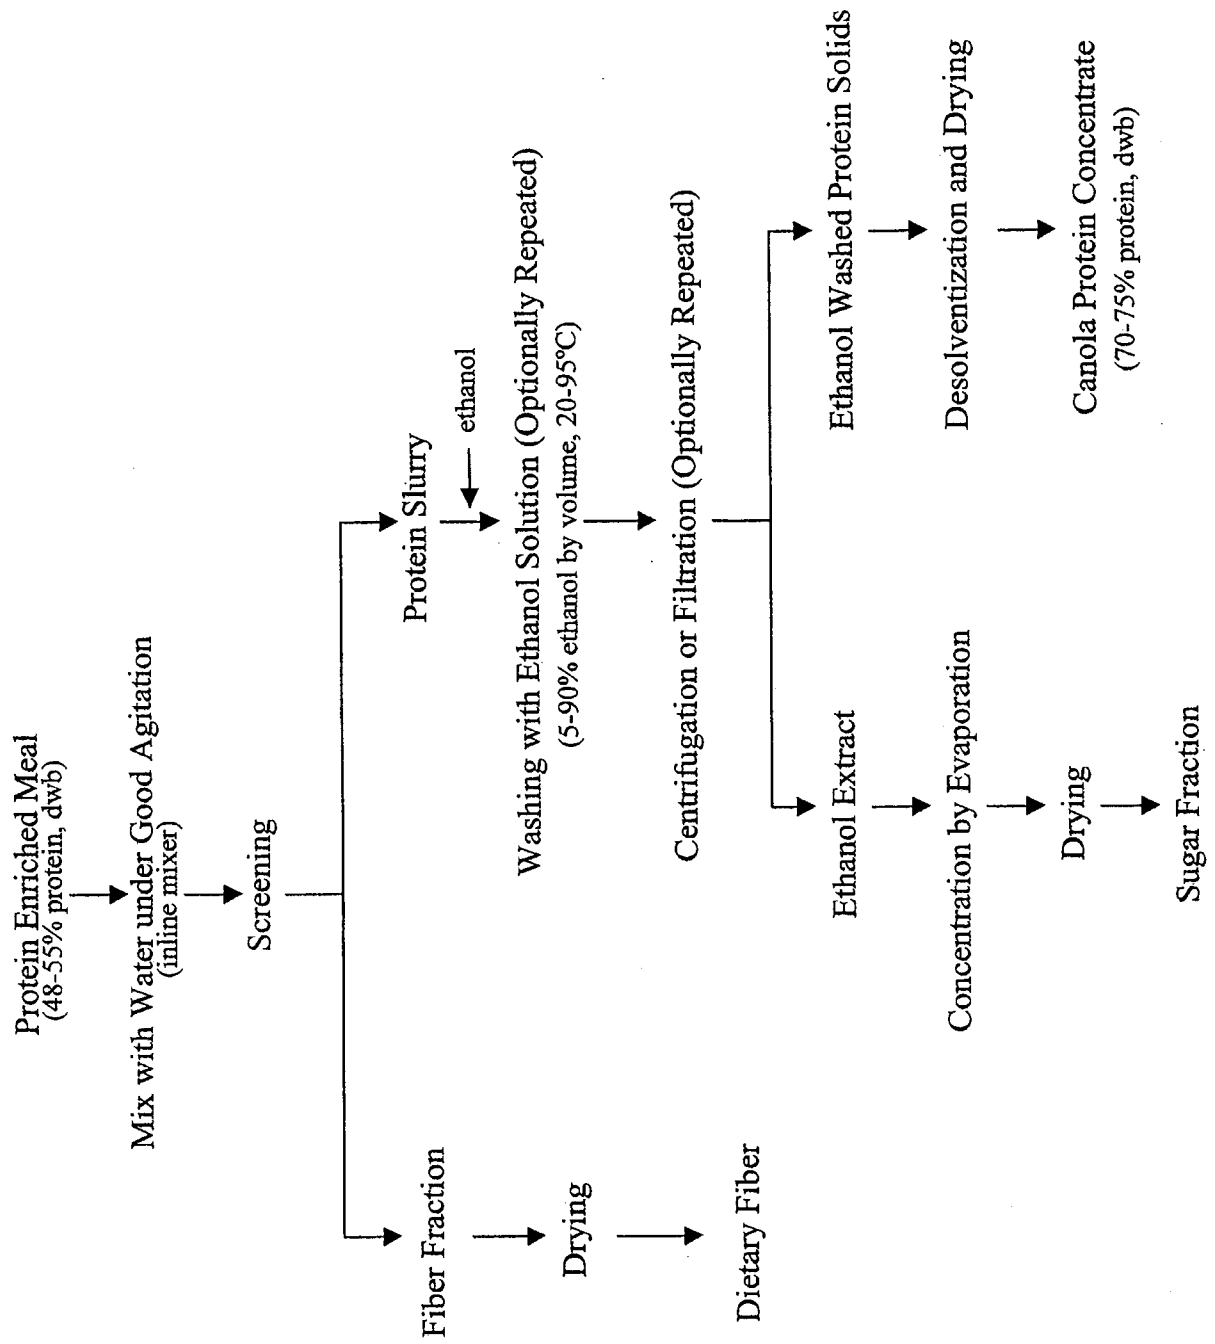 Protein Enriched Meal
(48-55% protein, dwb)
Mix with Water under Good Agitation
(inline mixer)
Screening
Fiber Fraction
Drying
Dietary Fiber
Protein Slurry
ethanol
Washing with Ethanol Solution (Optionally Repeated)
(5-90% ethanol by volume, 20-95ºC)
Centrifugation or Filtration (Optionally Repeated)
Ethanol Extract
Concentration by Evaporation
Drying
Sugar Fraction
Ethanol Washed Protein Solids
Desolventization and Drying
Canola Protein Concentrate
(70-75% protein, dwb)